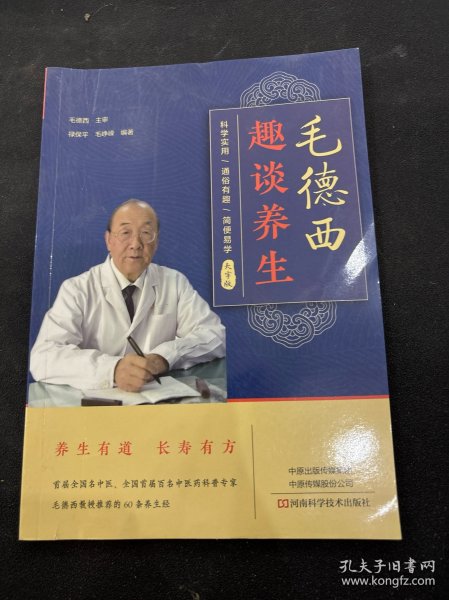 毛德西 主审
禄保平 毛峥嵘 编著
毛德西
趣谈养生
科学实用/通俗有趣/简便易学
大字版
养生有道 长寿有方
首届全国名中医、全国首届百名中医药科普专家
毛德西教授推荐的60条养生经
中原出版传媒集团
中原传媒股份公司
河南科学技术出版社
孔夫子旧书网
www.kongfz.com